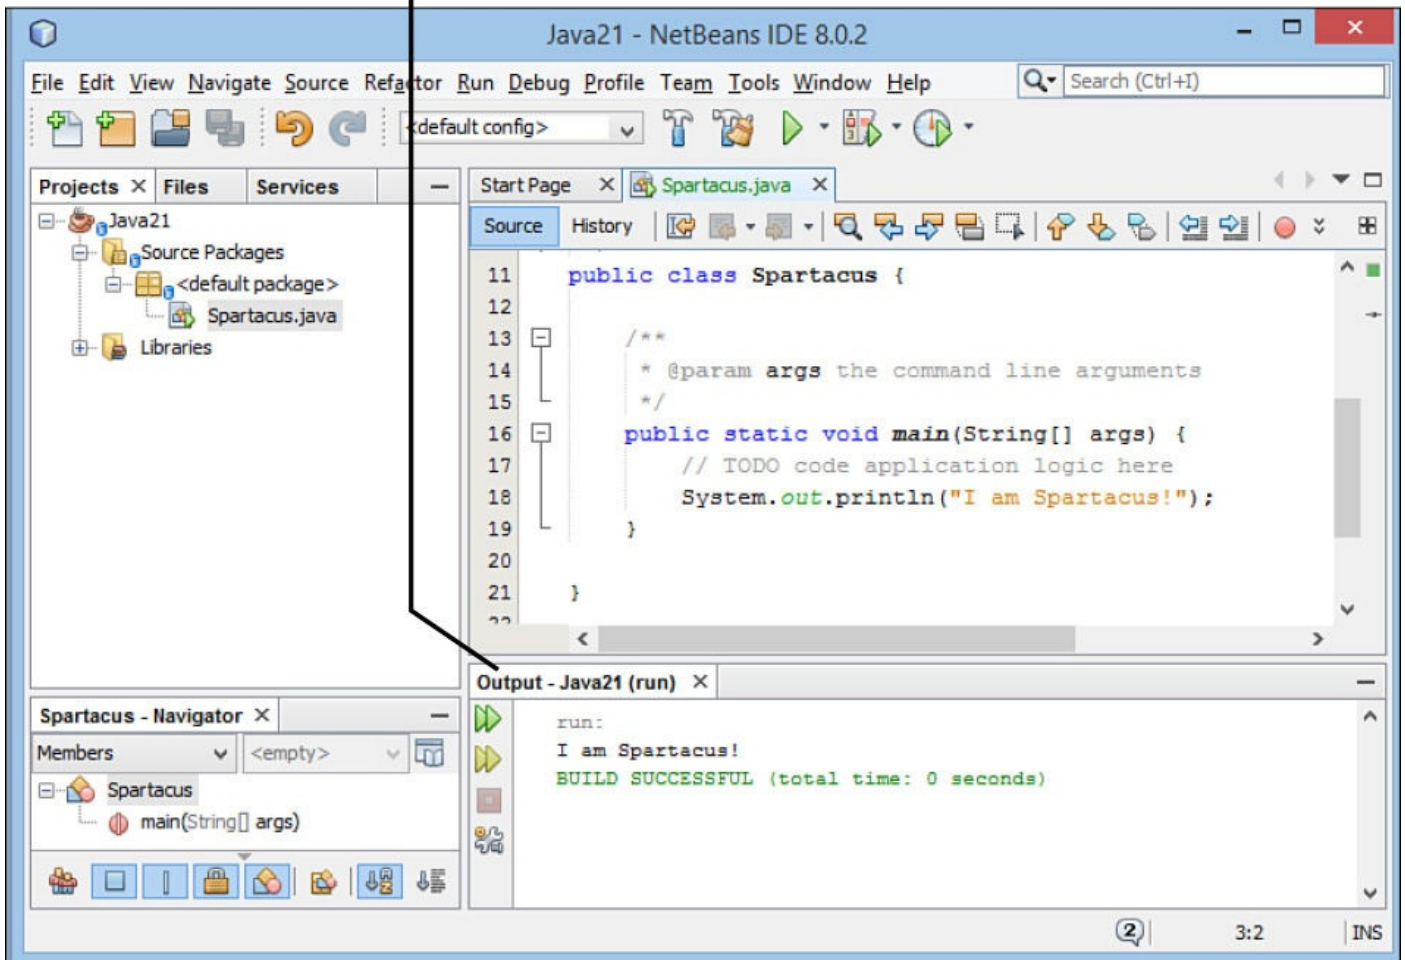 Java21 - NetBeans IDE 8.0.2
File Edit View Navigate Source Refactor Run Debug Profile Team Tools Window Help
Search (Ctrl+I)
<default config>
Projects Files Services
Java21
Source Packages
<default package>
Spartacus.java
Libraries
Start Page Spartacus.java
Source History
11 public class Spartacus {
12
13 /**
14 * @param args the command line arguments
15 */
16 public static void main(String[] args) {
17 // TODO code application logic here
18 System.out.println("I am Spartacus!");
19 }
20
21 }
22
Spartacus - Navigator
Members <empty>
Spartacus
main(String[] args)
Output - Java21 (run)
run:
I am Spartacus!
BUILD SUCCESSFUL (total time: 0 seconds)
2 3:2 INS